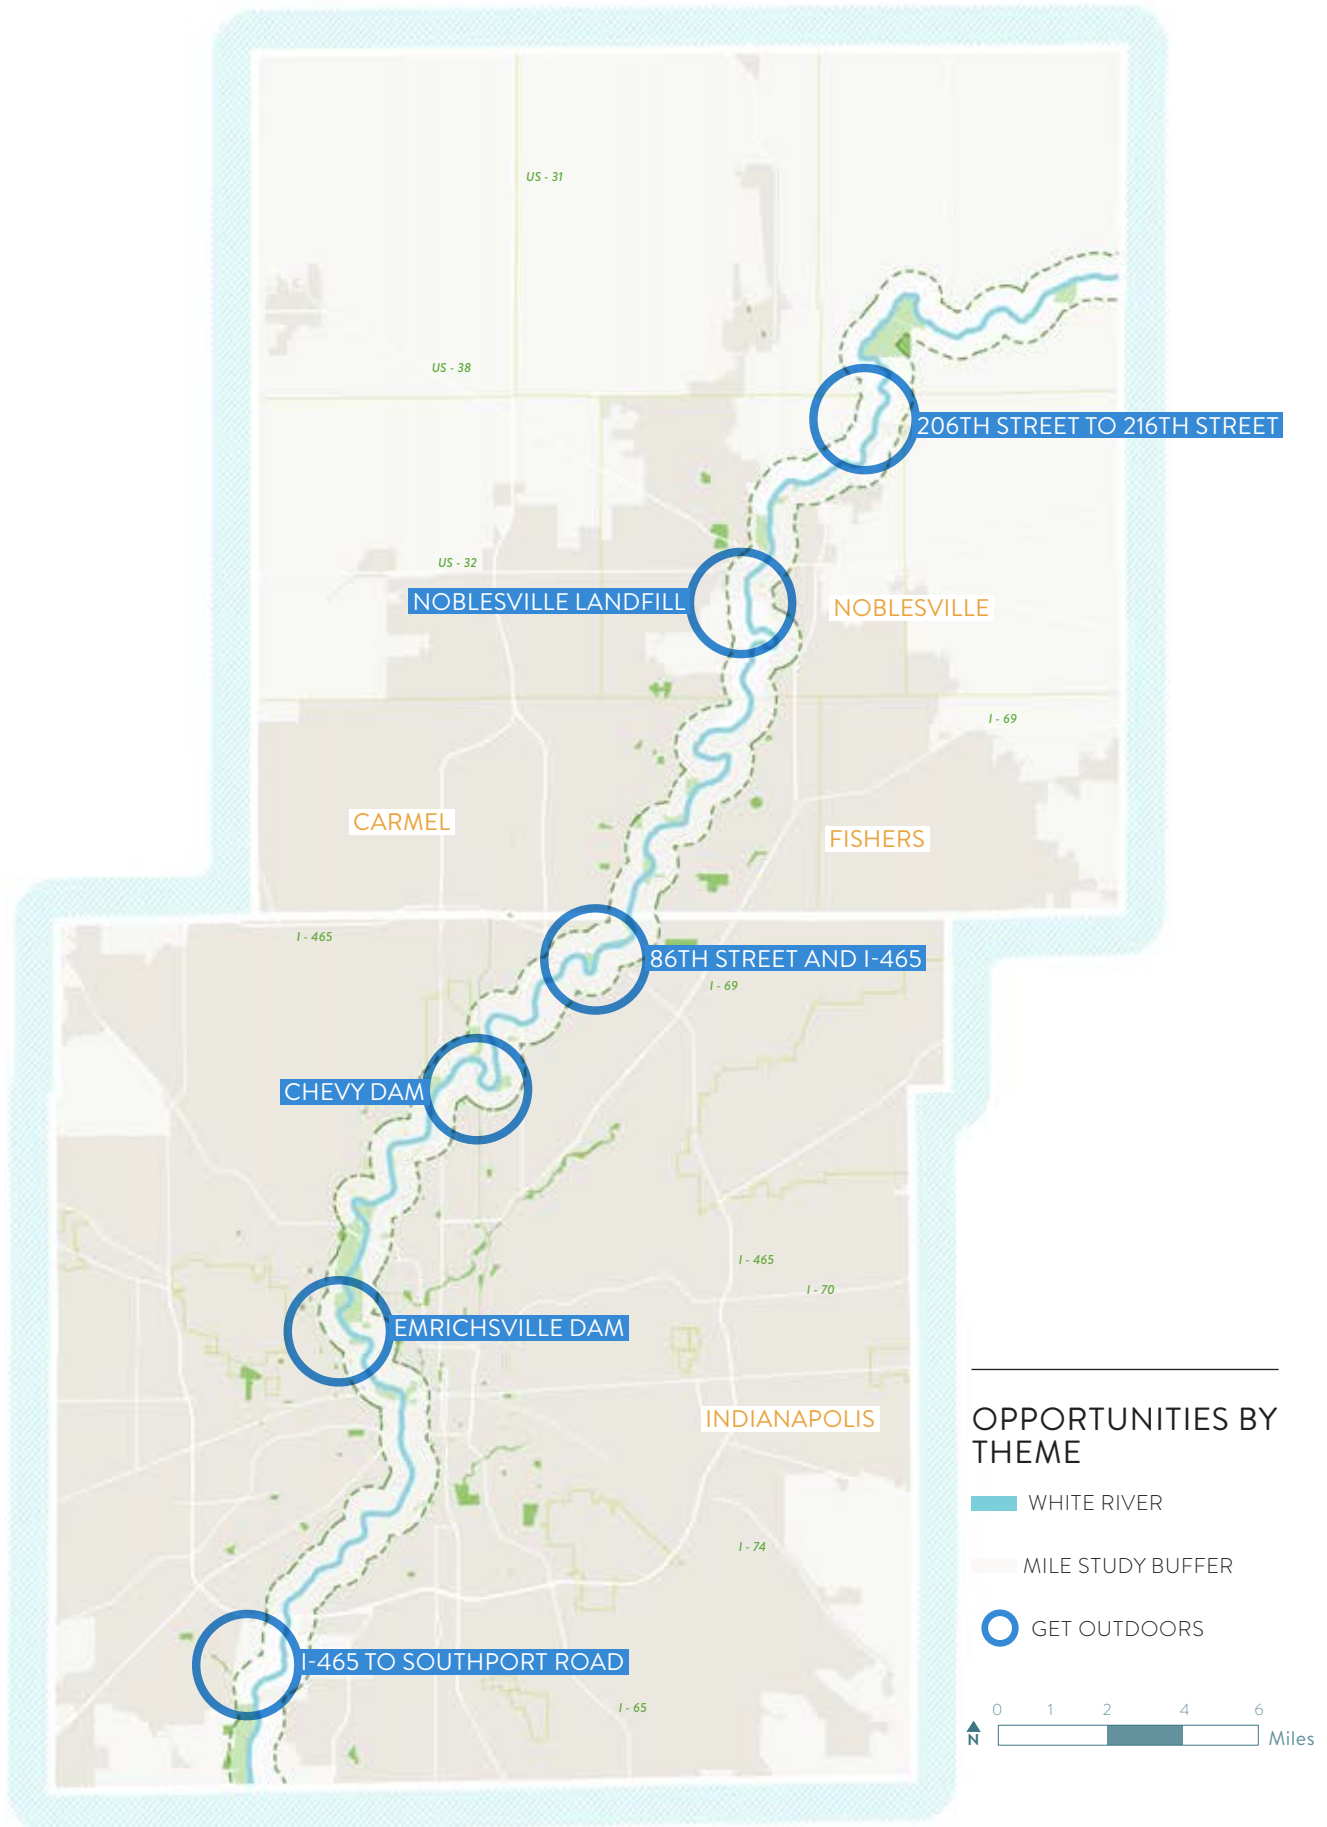 US - 31
US - 38
206TH STREET TO 216TH STREET
US - 32
NOBLESVILLE LANDFILL
NOBLESVILLE
I - 69
CARMEL
FISHERS
I - 465
86TH STREET AND I-465
I - 69
CHEVY DAM
I - 465
I - 70
EMRICHSVILLE DAM
INDIANAPOLIS
I - 74
I-465 TO SOUTHPORT ROAD
I - 65
OPPORTUNITIES BY
THEME
WHITE RIVER
MILE STUDY BUFFER
GET OUTDOORS
0 1 2 4 6
N
Miles